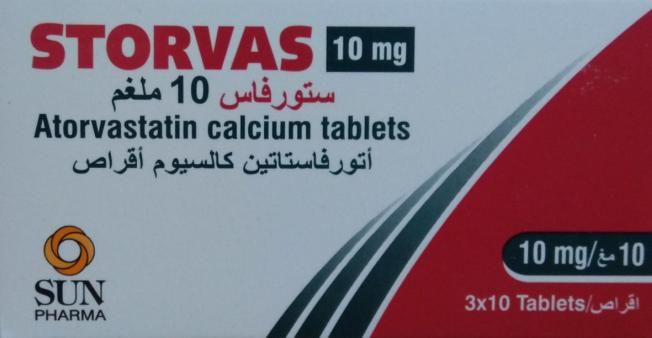 STORVAS 10 mg
ستورفاس 10 ملغم
Atorvastatin calcium tablets
أتورفاستاتين كالسيوم أقراص
10 mg/مغ 10
3x10 Tablets/اقراص
SUN
PHARMA